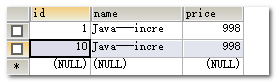 id name price
1 Java——incre 998
10 Java——incre 998
* (NULL) (NULL) (NULL)